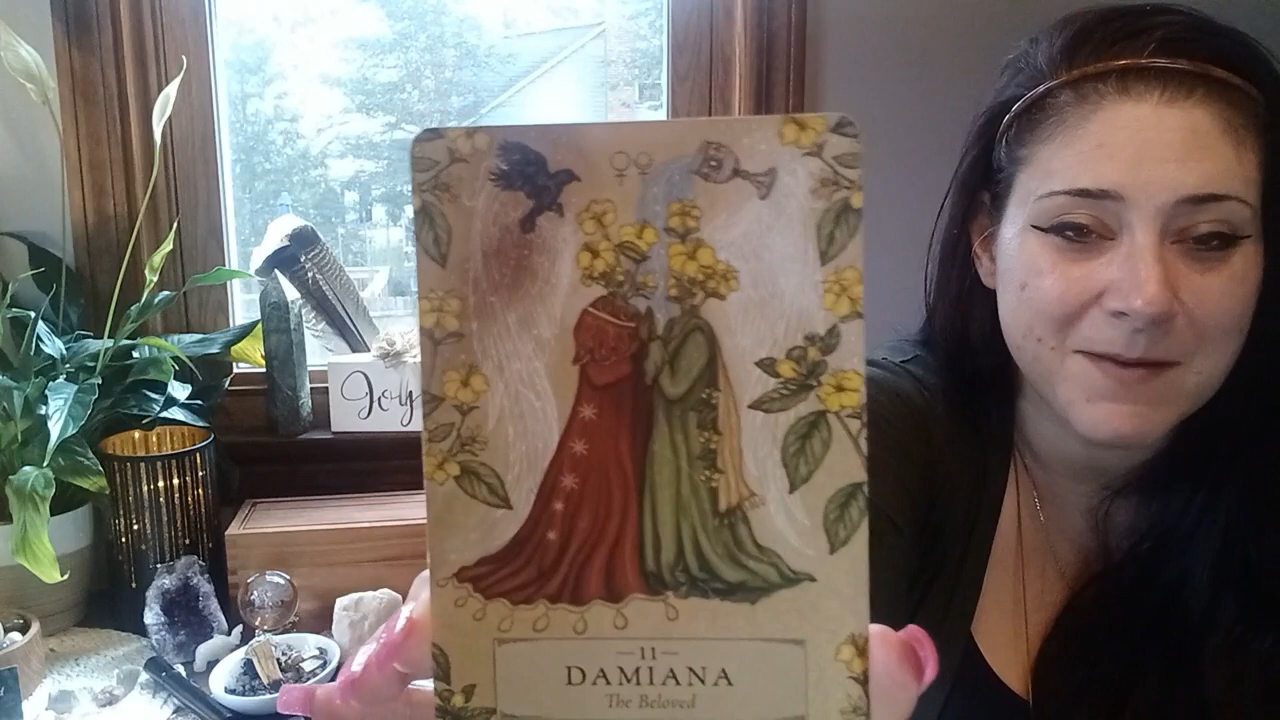 Joy
— 11 —
DAMIANA
The Beloved